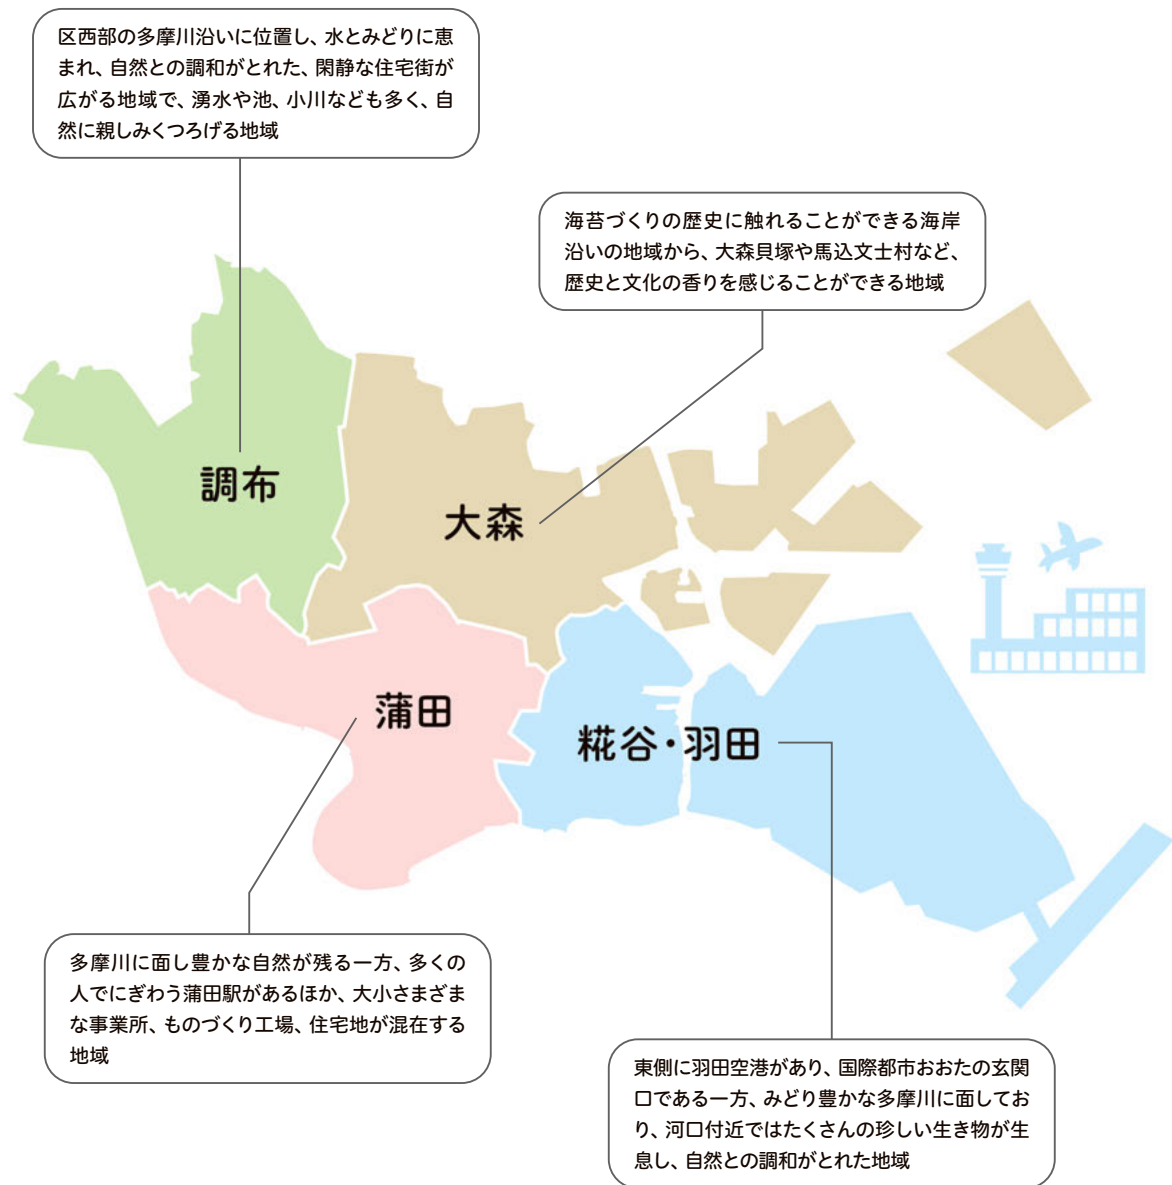 区西部の多摩川沿いに位置し、水とみどりに恵
まれ、自然との調和がとれた、閑静な住宅街が
広がる地域で、湧水や池、小川なども多く、自
然に親しみくつろげる地域
海苔づくりの歴史に触れることができる海岸
沿いの地域から、大森貝塚や馬込文士村など、
歴史と文化の香りを感じることができる地域
調布
大森
蒲田
糀谷・羽田
多摩川に面し豊かな自然が残る一方、多くの
人でにぎわう蒲田駅があるほか、大小さまざま
な事業所、ものづくり工場、住宅地が混在する
地域
東側に羽田空港があり、国際都市おおたの玄関
口である一方、みどり豊かな多摩川に面してお
り、河口付近ではたくさんの珍しい生き物が生
息し、自然との調和がとれた地域